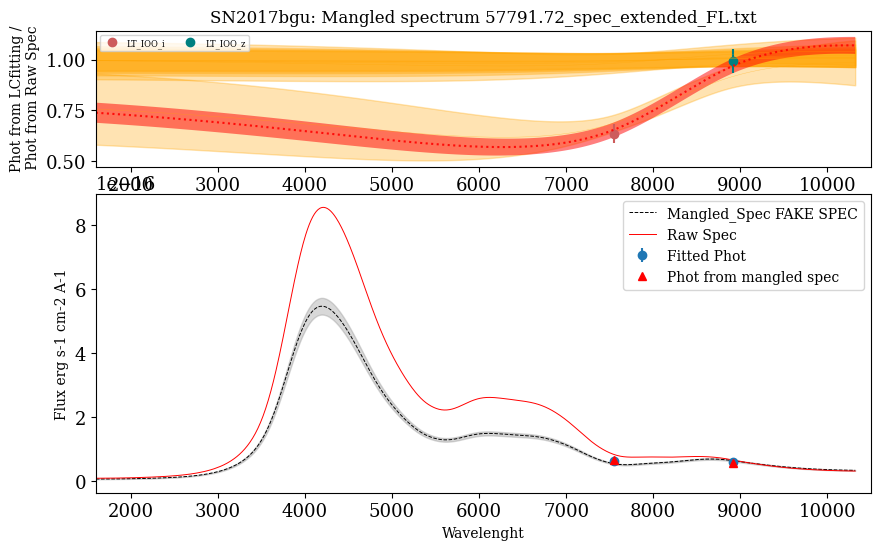 SN2017bgu: Mangled spectrum 57791.72_spec_extended_FL.txt
Phot from LCfitting /
Phot from Raw Spec
LT_IOO_i LT_IOO_z
1.00
0.75
0.50
2000 3000 4000 5000 6000 7000 8000 9000 10000
1e−16
Mangled_Spec FAKE SPEC
Raw Spec
Fitted Phot
Phot from mangled spec
Flux erg s-1 cm-2 A-1
8
6
4
2
0
2000 3000 4000 5000 6000 7000 8000 9000 10000
Wavelenght